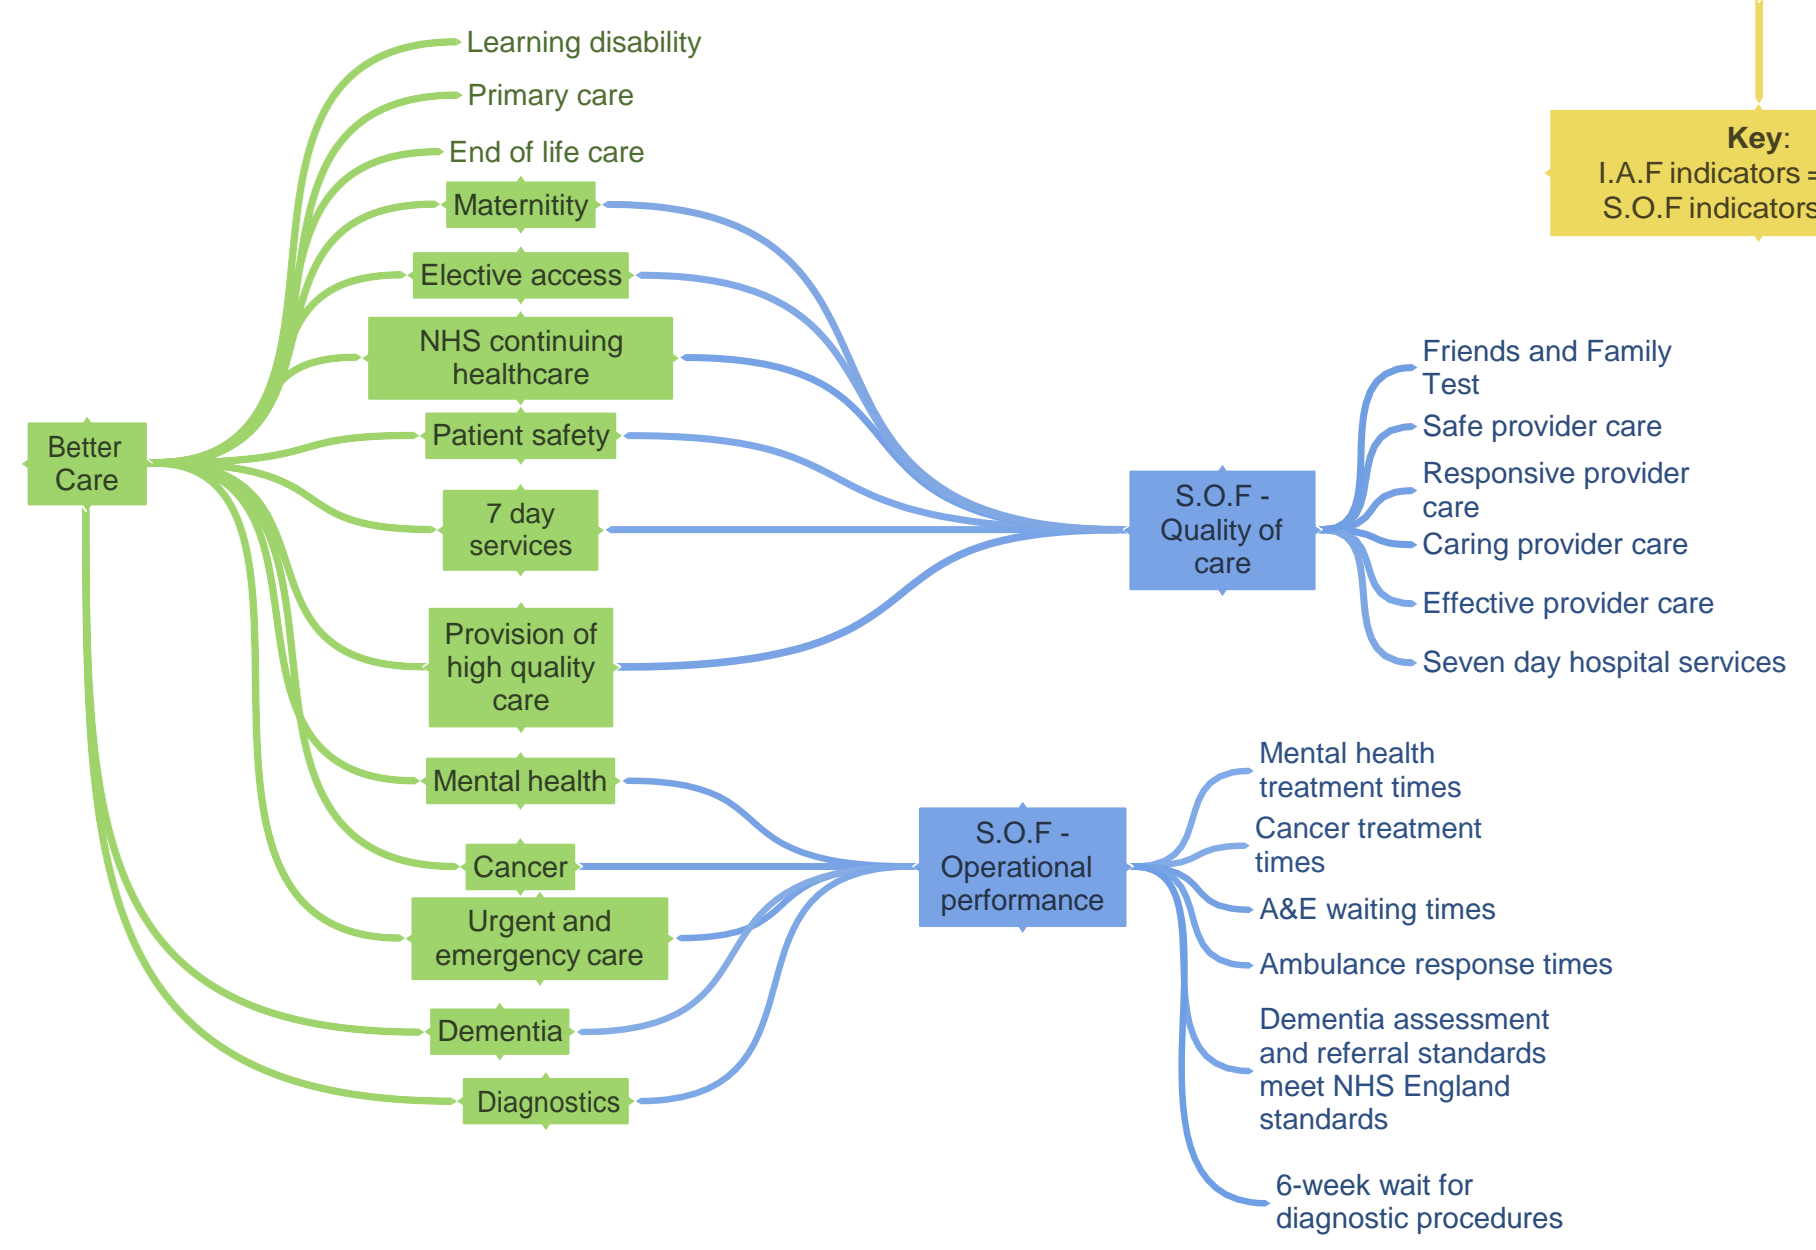 Learning disability
Primary care
End of life care
Maternitity
Elective access
NHS continuing
healthcare
Patient safety
7 day
services
Provision of
high quality
care
Mental health
Cancer
Urgent and
emergency care
Dementia
Diagnostics
Better
Care
S.O.F -
Quality of
care
S.O.F -
Operational
performance
Key:
I.A.F indicators =
S.O.F indicators
Friends and Family
Test
Safe provider care
Responsive provider
care
Caring provider care
Effective provider care
Seven day hospital services
Mental health
treatment times
Cancer treatment
times
A&E waiting times
Ambulance response times
Dementia assessment
and referral standards
meet NHS England
standards
6-week wait for
diagnostic procedures